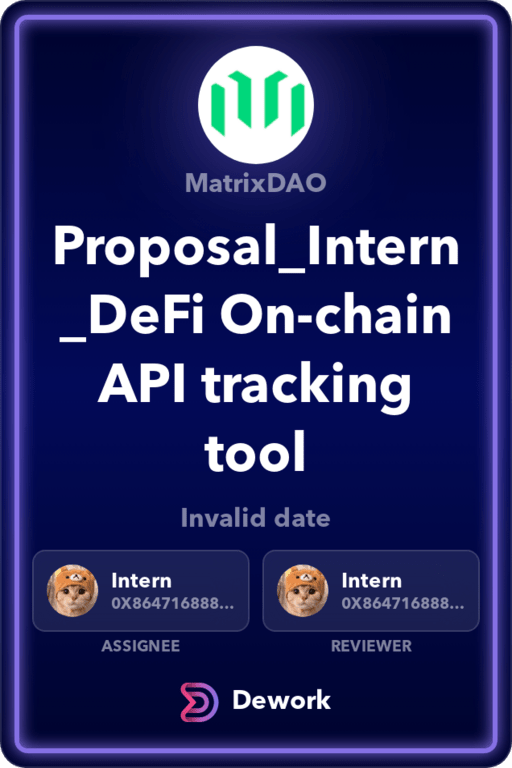 MatrixDAO
Proposal_Intern
_DeFi On-chain
API tracking
tool
Invalid date
Intern
0X864716888...
ASSIGNEE
Intern
0X864716888...
REVIEWER
Dework